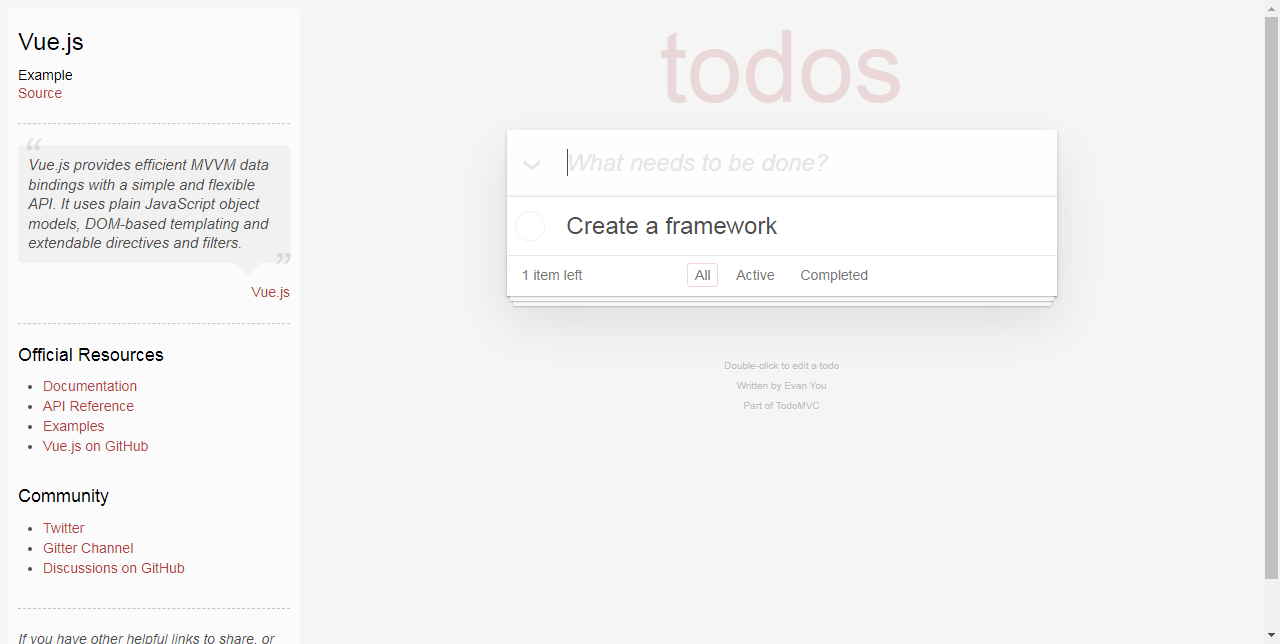 Vue.js
Example
Source
“
Vue.js provides efficient MVVM data
bindings with a simple and flexible
API. It uses plain JavaScript object
models, DOM-based templating and
extendable directives and filters.
”
Vue.js
Official Resources
Documentation
API Reference
Examples
Vue.js on GitHub
Community
Twitter
Gitter Channel
Discussions on GitHub
If you have other helpful links to share, or
todos
What needs to be done?
Create a framework
1 item left
All
Active
Completed
Double-click to edit a todo
Written by Evan You
Part of TodoMVC